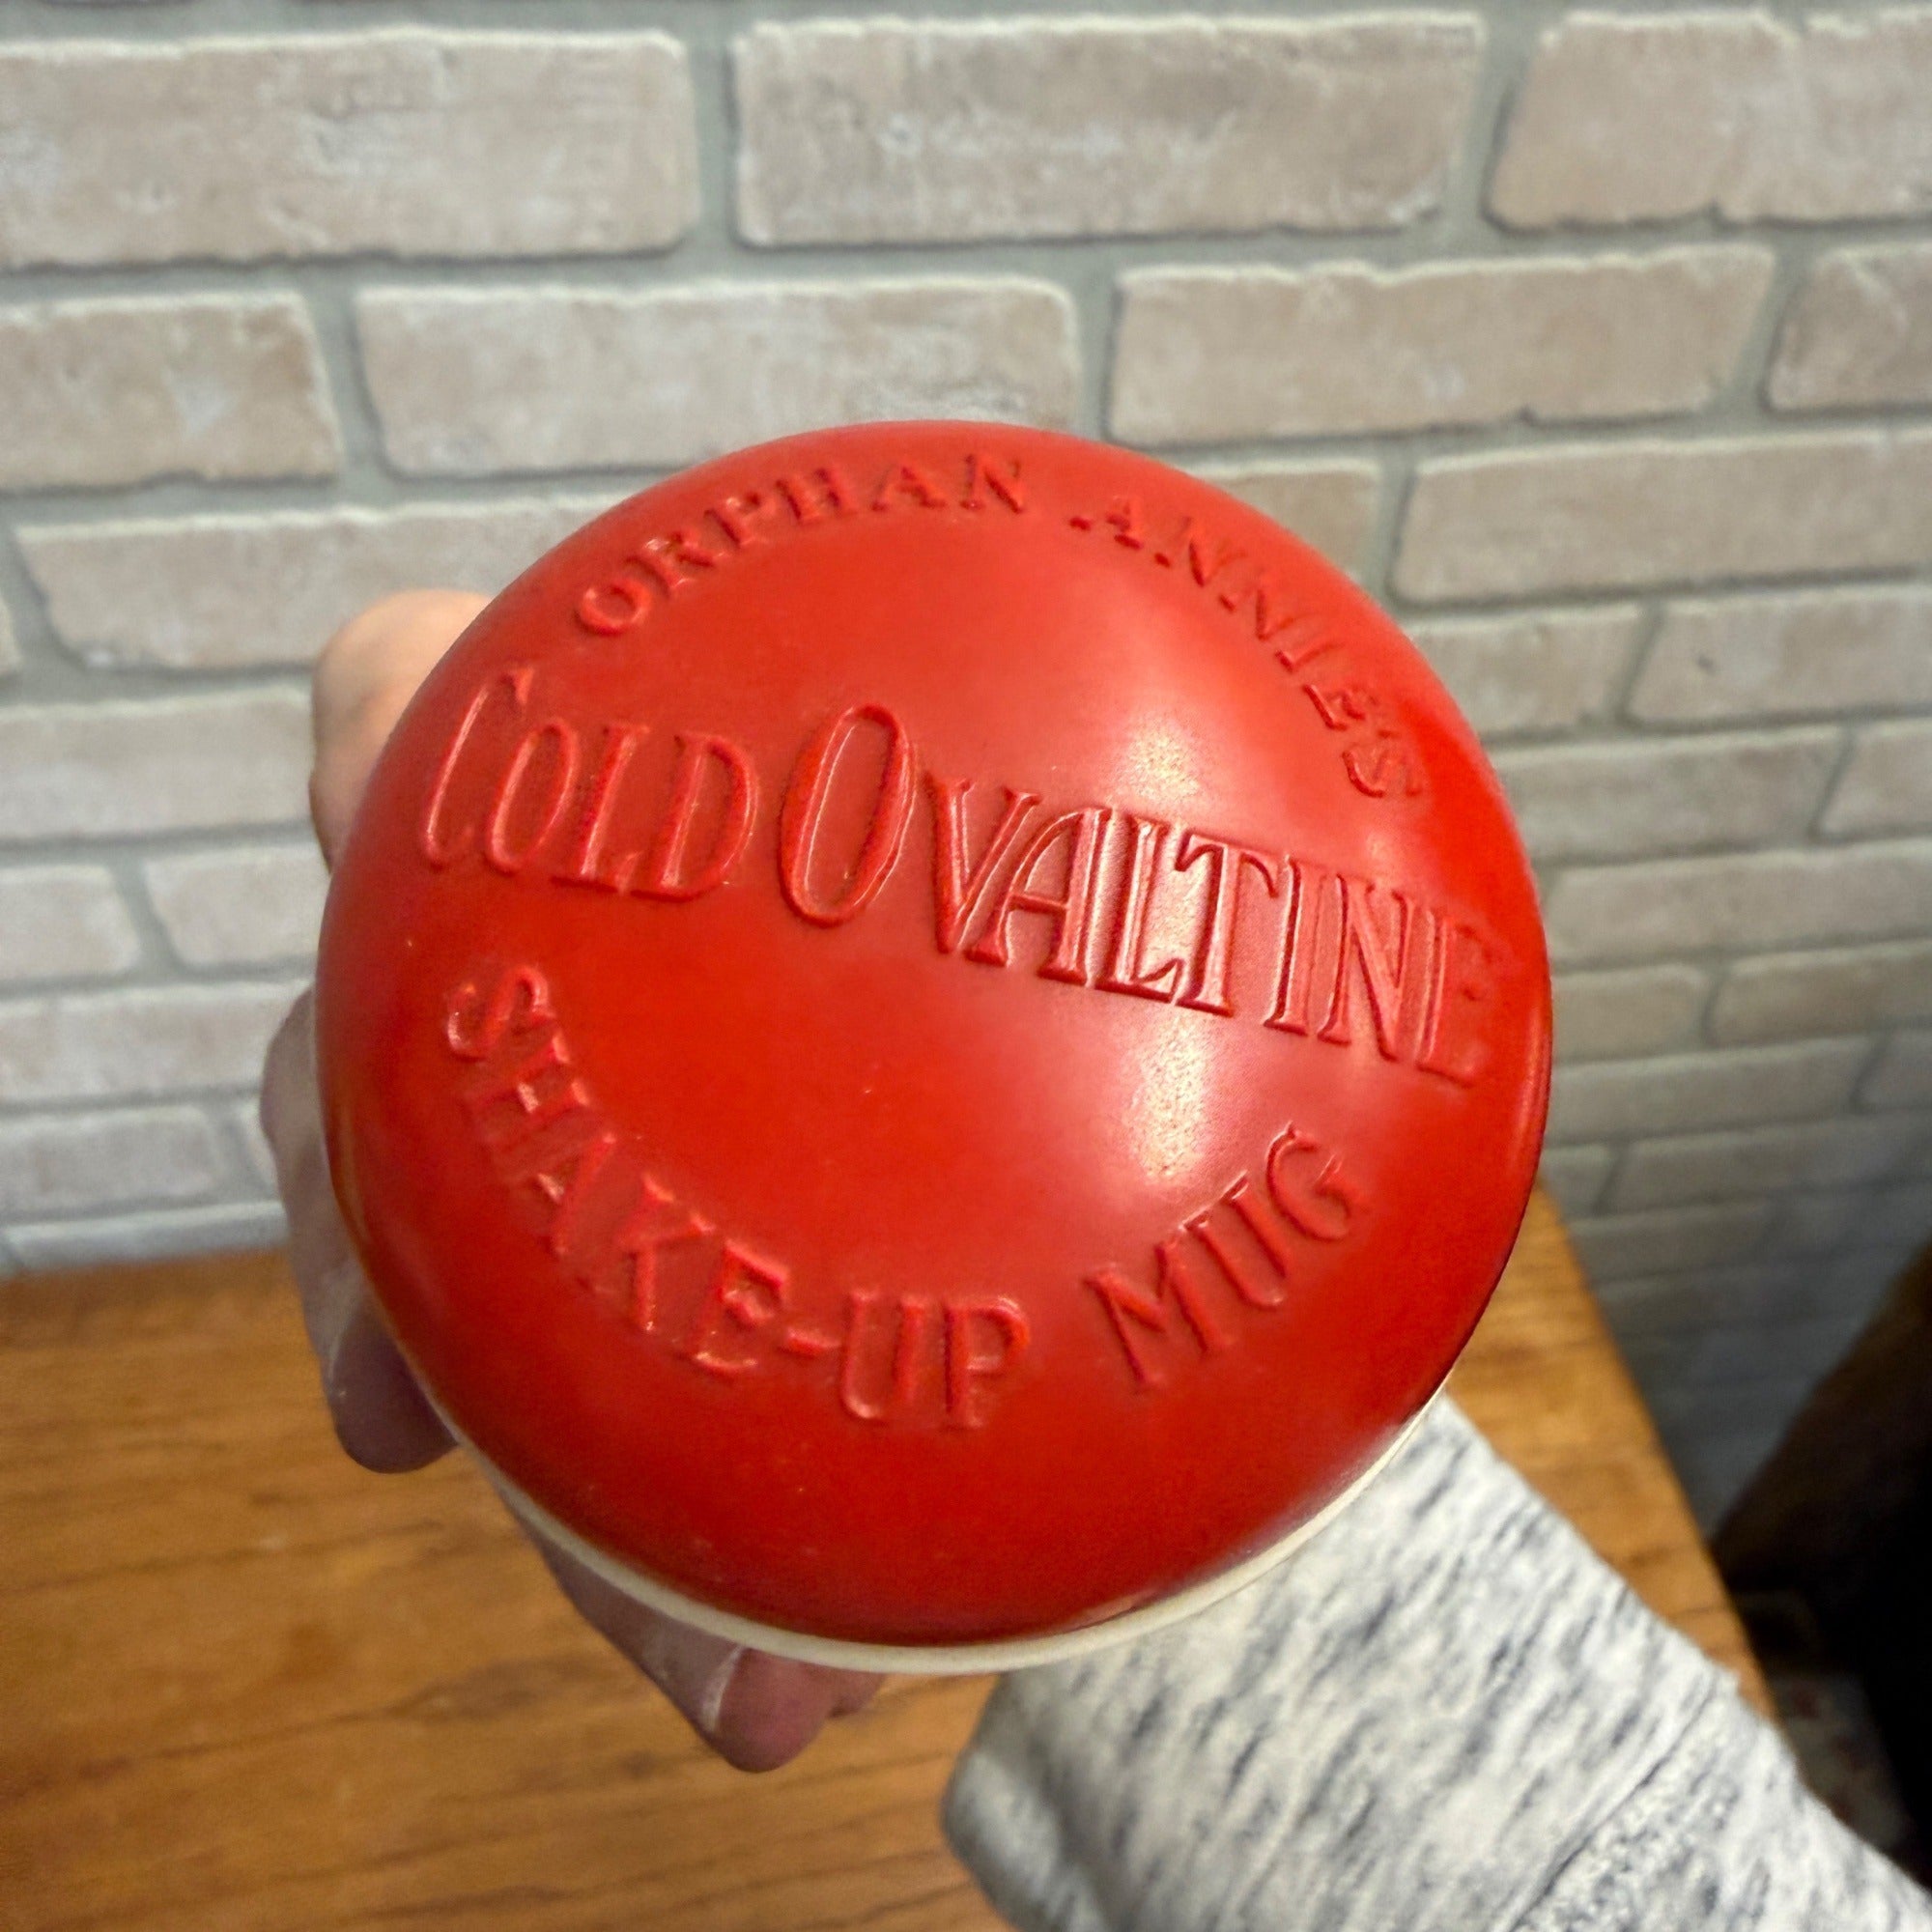 ORPHAN ANNIE'S
COLD OVALTINE
SHAKE-UP MUG